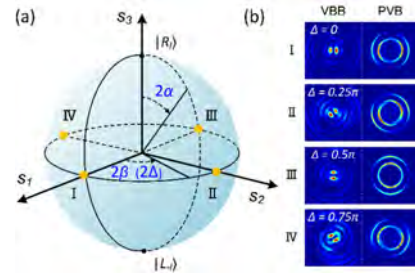 (a)
S₃
|Rₗ⟩
2α
IV
III
S₁
I
2β (2Δ)
II
S₂
|L₋ₗ⟩
(b)
VBB PVB
I
Δ = 0
II
Δ = 0.25π
III
Δ = 0.5π
IV
Δ = 0.75π